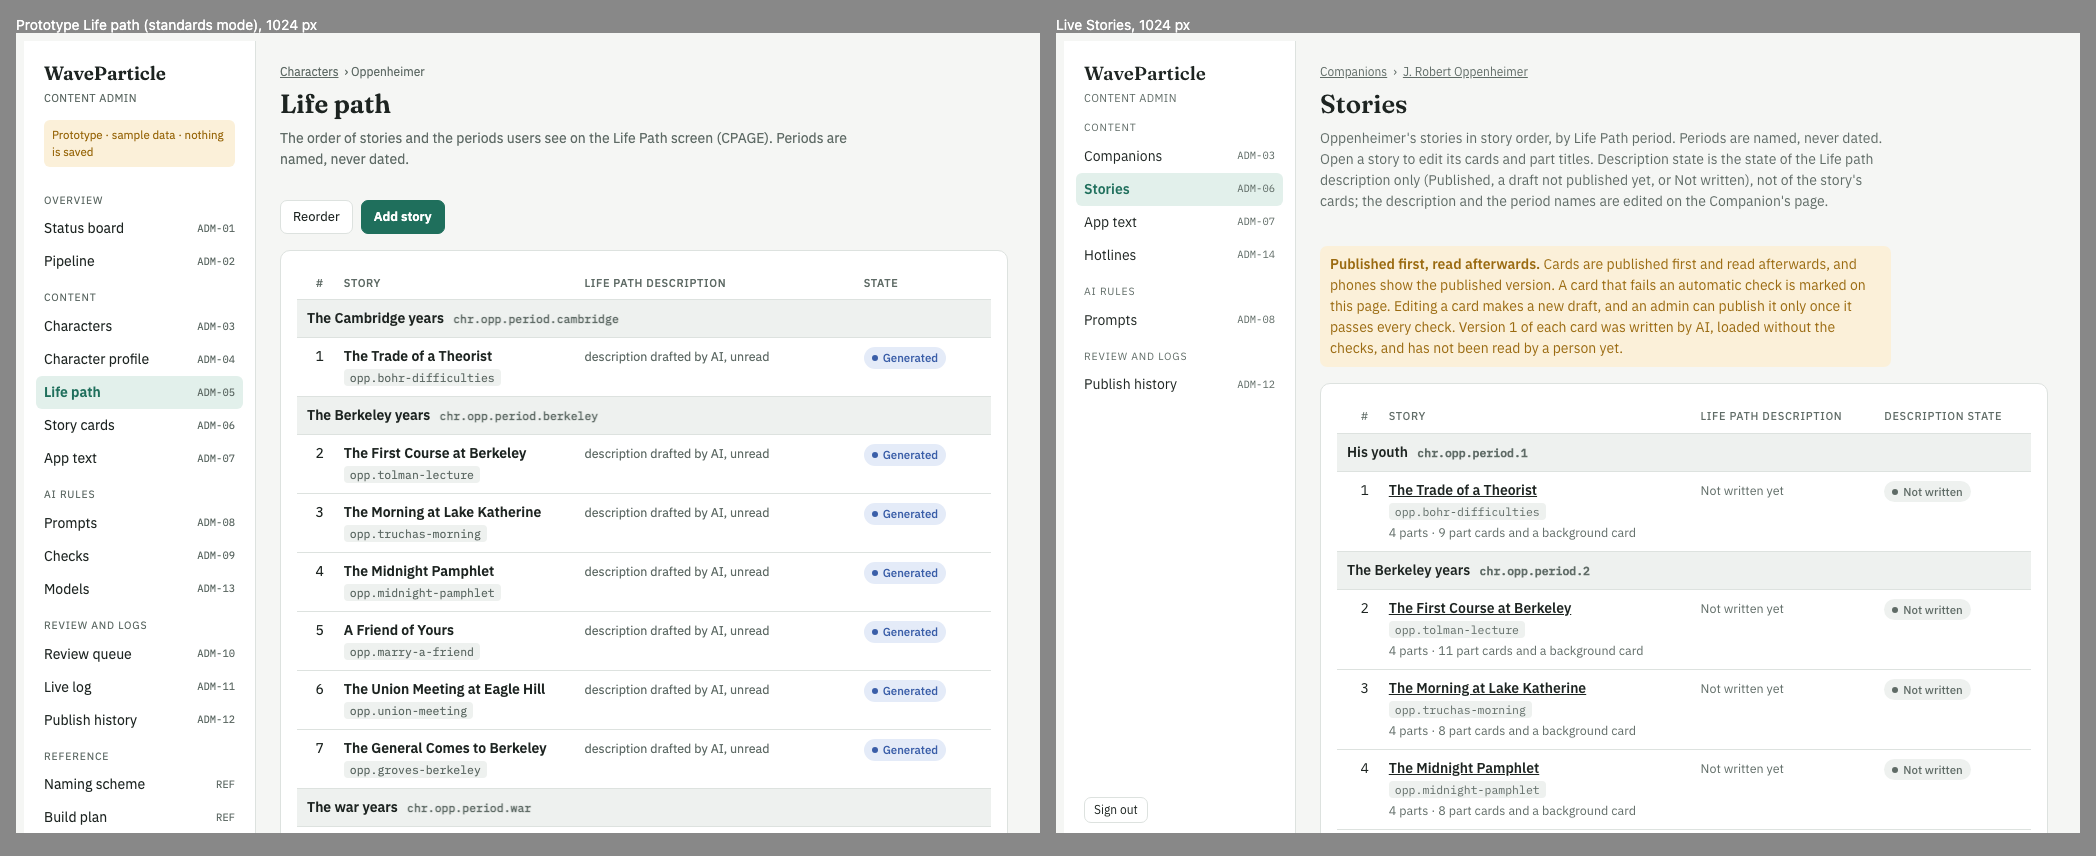 Prototype Life path (standards mode), 1024 px
WaveParticle
CONTENT ADMIN
Prototype · sample data · nothing
is saved
OVERVIEW
Status board ADM-01
Pipeline ADM-02
CONTENT
Characters ADM-03
Character profile ADM-04
Life path ADM-05
Story cards ADM-06
App text ADM-07
AI RULES
Prompts ADM-08
Checks ADM-09
Models ADM-13
REVIEW AND LOGS
Review queue ADM-10
Live log ADM-11
Publish history ADM-12
REFERENCE
Naming scheme REF
Build plan REF
Characters › Oppenheimer
Life path
The order of stories and the periods users see on the Life Path screen (CPAGE). Periods are
named, never dated.
Reorder Add story
# STORY LIFE PATH DESCRIPTION STATE
The Cambridge years chr.opp.period.cambridge
1 The Trade of a Theorist description drafted by AI, unread Generated
opp.bohr-difficulties
The Berkeley years chr.opp.period.berkeley
2 The First Course at Berkeley description drafted by AI, unread Generated
opp.tolman-lecture
3 The Morning at Lake Katherine description drafted by AI, unread Generated
opp.truchas-morning
4 The Midnight Pamphlet description drafted by AI, unread Generated
opp.midnight-pamphlet
5 A Friend of Yours description drafted by AI, unread Generated
opp.marry-a-friend
6 The Union Meeting at Eagle Hill description drafted by AI, unread Generated
opp.union-meeting
7 The General Comes to Berkeley description drafted by AI, unread Generated
opp.groves-berkeley
The war years chr.opp.period.war
Live Stories, 1024 px
WaveParticle
CONTENT ADMIN
CONTENT
Companions ADM-03
Stories ADM-06
App text ADM-07
Hotlines ADM-14
AI RULES
Prompts ADM-08
REVIEW AND LOGS
Publish history ADM-12
Sign out
Companions › J. Robert Oppenheimer
Stories
Oppenheimer's stories in story order, by Life Path period. Periods are named, never dated.
Open a story to edit its cards and part titles. Description state is the state of the Life path
description only (Published, a draft not published yet, or Not written), not of the story's
cards; the description and the period names are edited on the Companion's page.
Published first, read afterwards. Cards are published first and read afterwards, and
phones show the published version. A card that fails an automatic check is marked on
this page. Editing a card makes a new draft, and an admin can publish it only once it
passes every check. Version 1 of each card was written by AI, loaded without the
checks, and has not been read by a person yet.
# STORY LIFE PATH DESCRIPTION DESCRIPTION STATE
His youth chr.opp.period.1
1 The Trade of a Theorist Not written yet Not written
opp.bohr-difficulties
4 parts · 9 part cards and a background card
The Berkeley years chr.opp.period.2
2 The First Course at Berkeley Not written yet Not written
opp.tolman-lecture
4 parts · 11 part cards and a background card
3 The Morning at Lake Katherine Not written yet Not written
opp.truchas-morning
4 parts · 8 part cards and a background card
4 The Midnight Pamphlet Not written yet Not written
opp.midnight-pamphlet
4 parts · 8 part cards and a background card